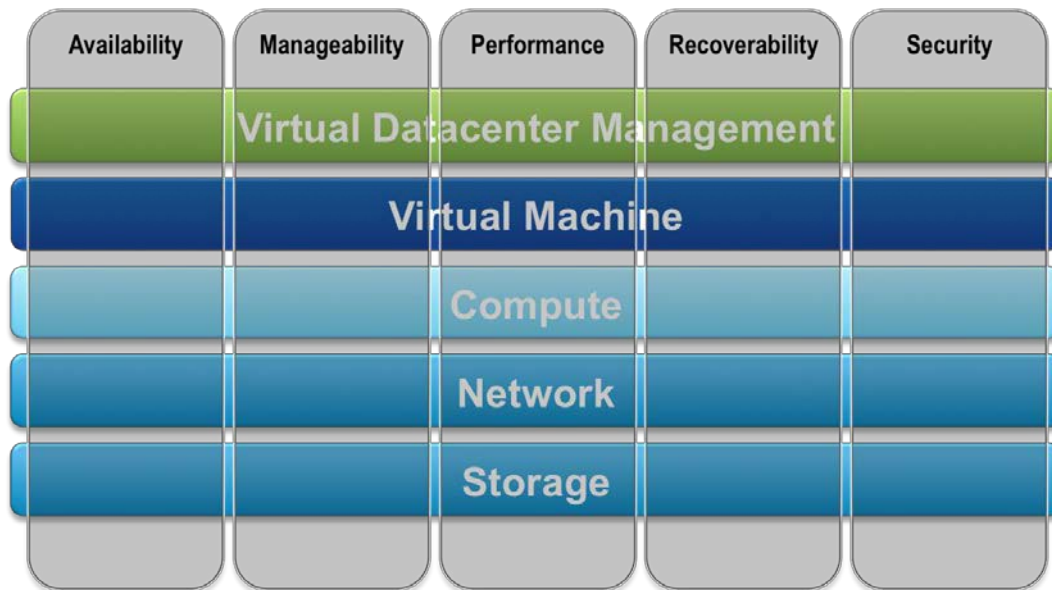 Availability Manageability Performance Recoverability Security
Virtual Datacenter Management
Virtual Machine
Compute
Network
Storage